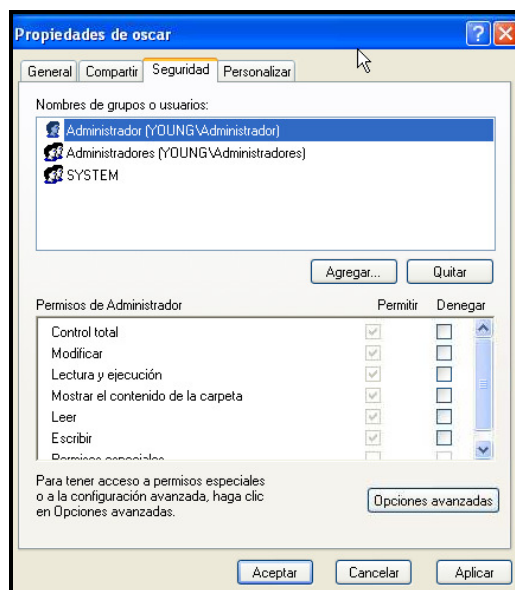 Propiedades de oscar
General Compartir Seguridad Personalizar
Nombres de grupos o usuarios:
Administrador (YOUNG\Administrador)
Administradores (YOUNG\Administradores)
SYSTEM
Agregar... Quitar
Permisos de Administrador Permitir Denegar
Control total
Modificar
Lectura y ejecución
Mostrar el contenido de la carpeta
Leer
Escribir
Permisos especiales
Para tener acceso a permisos especiales
o a la configuración avanzada, haga clic
en Opciones avanzadas.
Opciones avanzadas
Aceptar Cancelar Aplicar